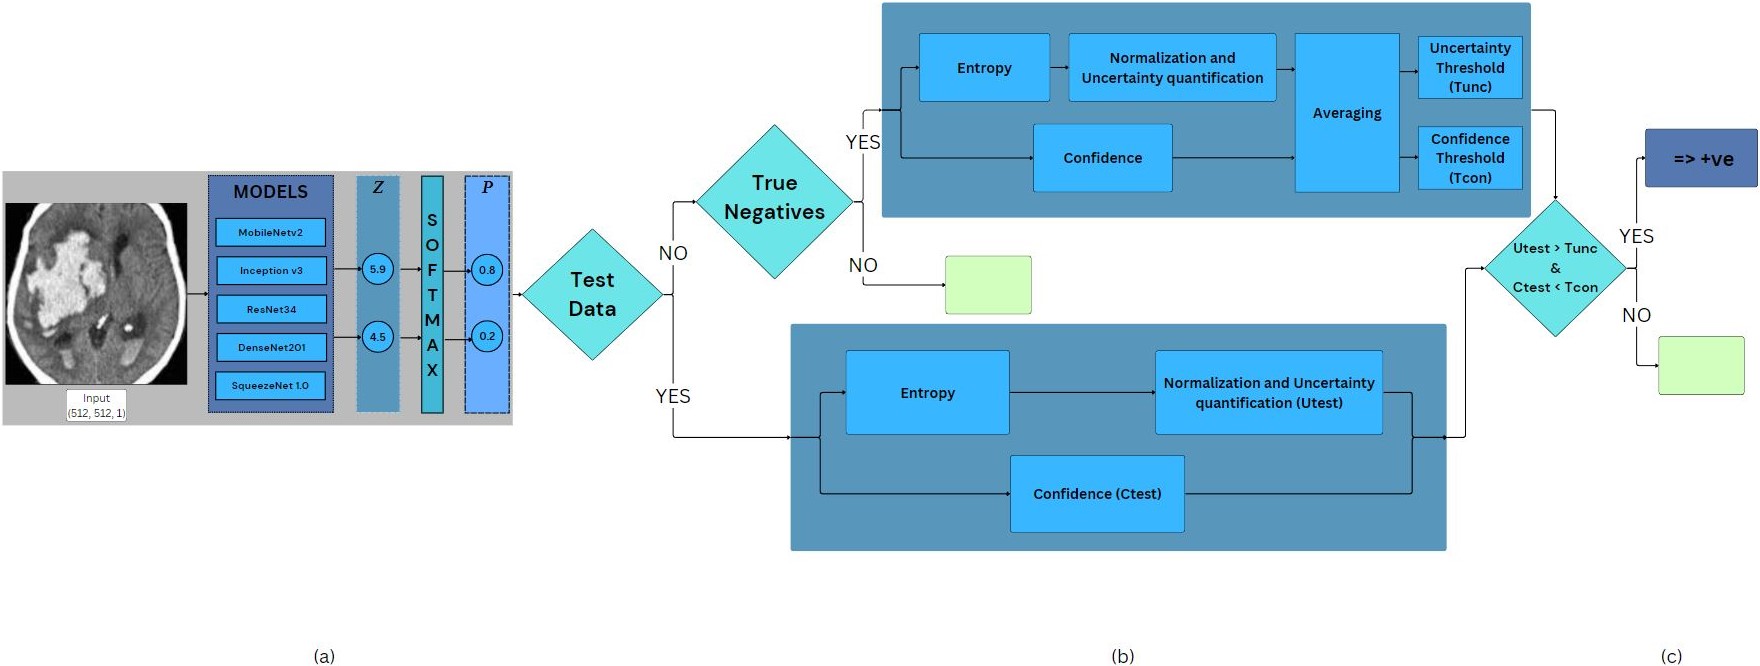 MODELS
MobileNetv2
Inception v3
ResNet34
DenseNet201
SqueezeNet 1.0
Input
(512, 512, 1)
Z
5.9
4.5
S
O
F
T
M
A
X
P
0.8
0.2
Test
Data
NO
YES
True
Negatives
YES
NO
Entropy
Normalization and
Uncertainty quantification
Confidence
Averaging
Uncertainty
Threshold
(Tunc)
Confidence
Threshold
(Tcon)
Entropy
Normalization and Uncertainty
quantification (Utest)
Confidence (Ctest)
Utest > Tunc
&
Ctest < Tcon
YES
NO
=> +ve
(a)
(b)
(c)